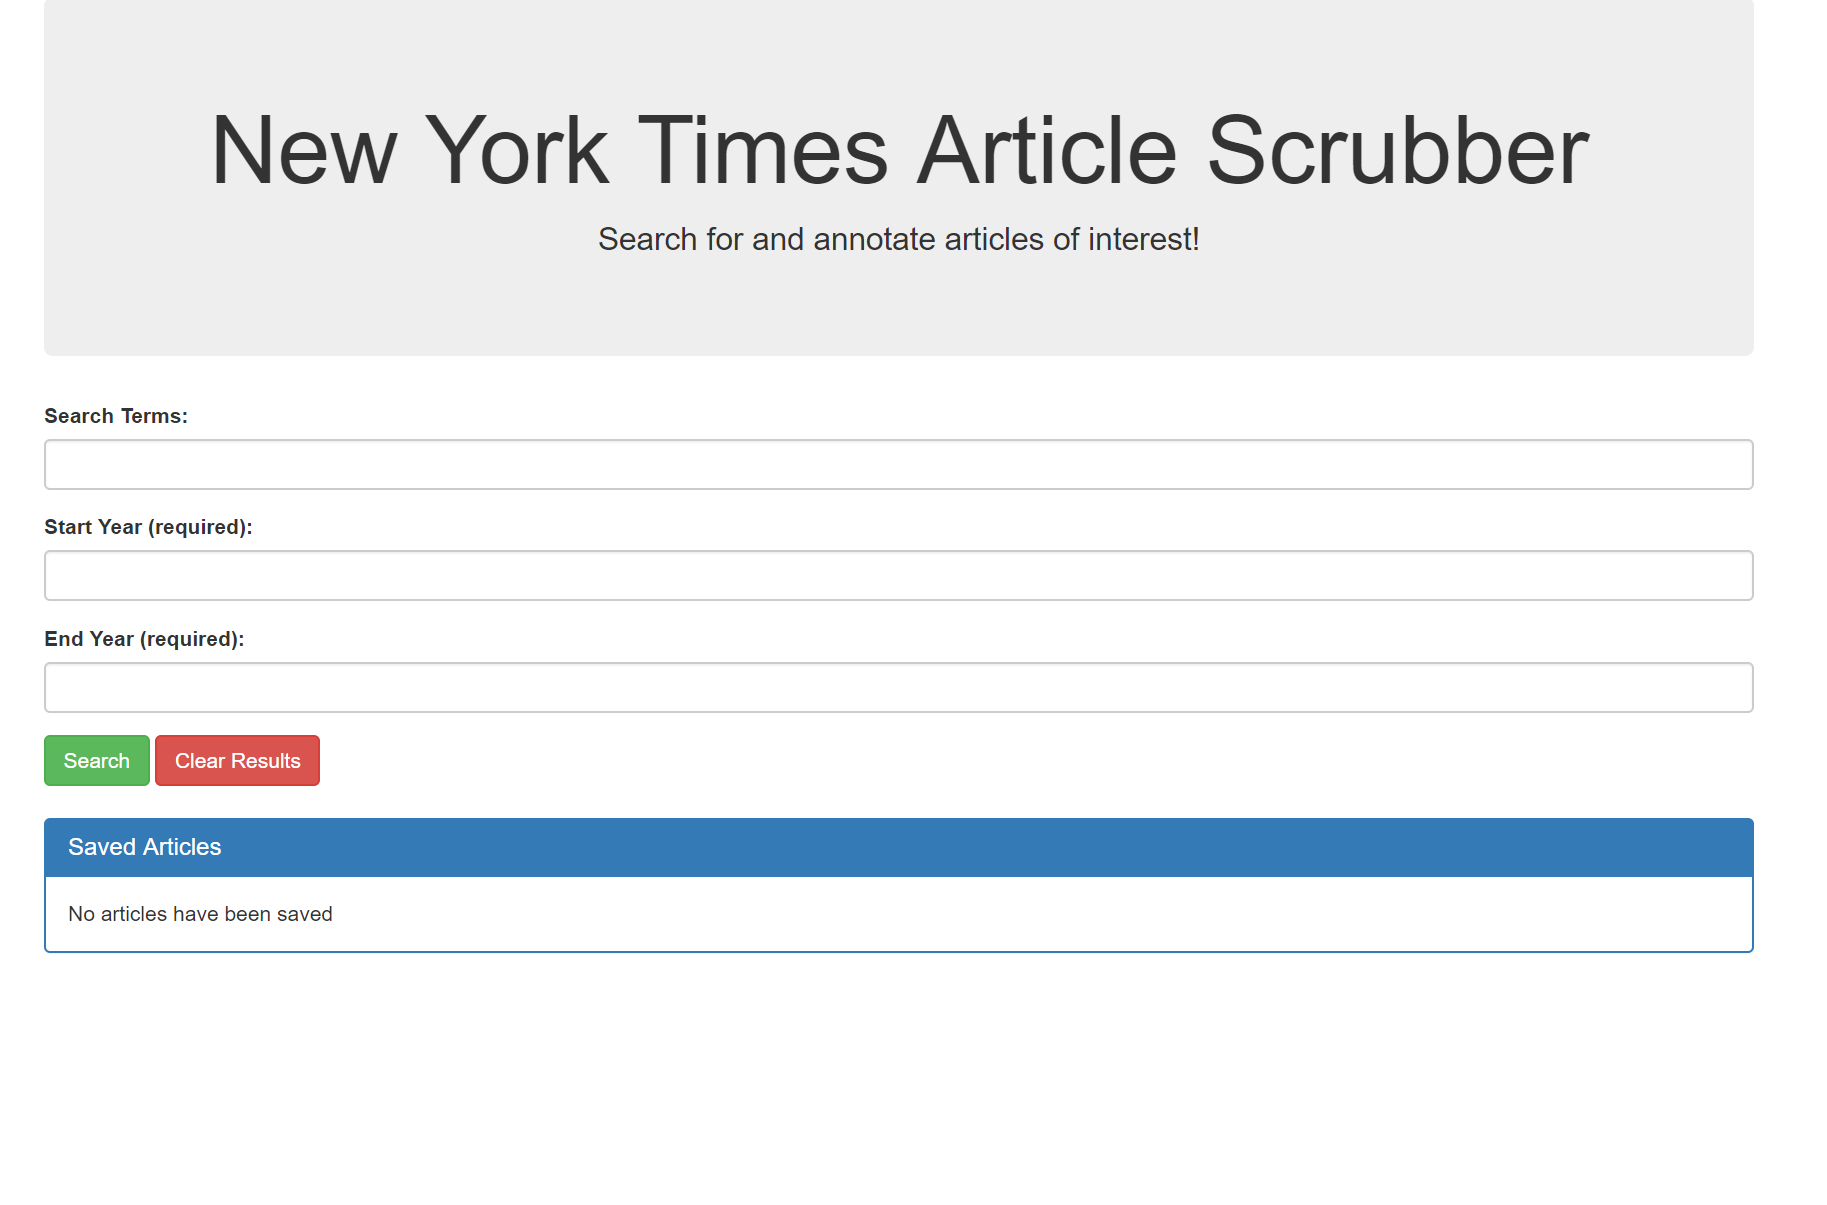 New York Times Article Scrubber
Search for and annotate articles of interest!
Search Terms:
Start Year (required):
End Year (required):
Search Clear Results
Saved Articles
No articles have been saved